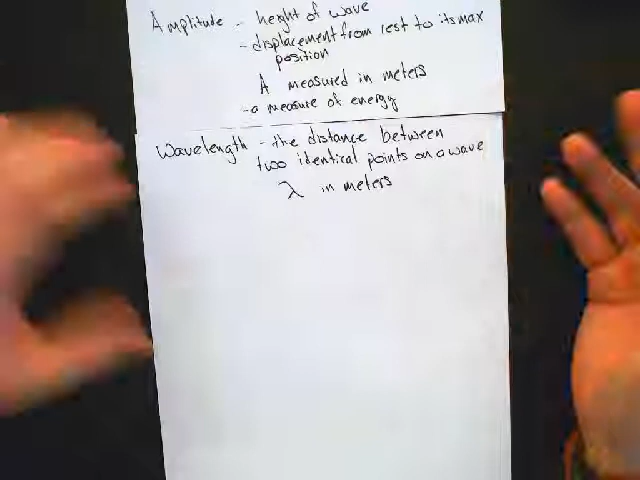 Amplitude - height of wave
- displacement from rest to its max
position
A measured in meters
- a measure of energy
Wavelength - the distance between
two identical points on a wave
λ in meters